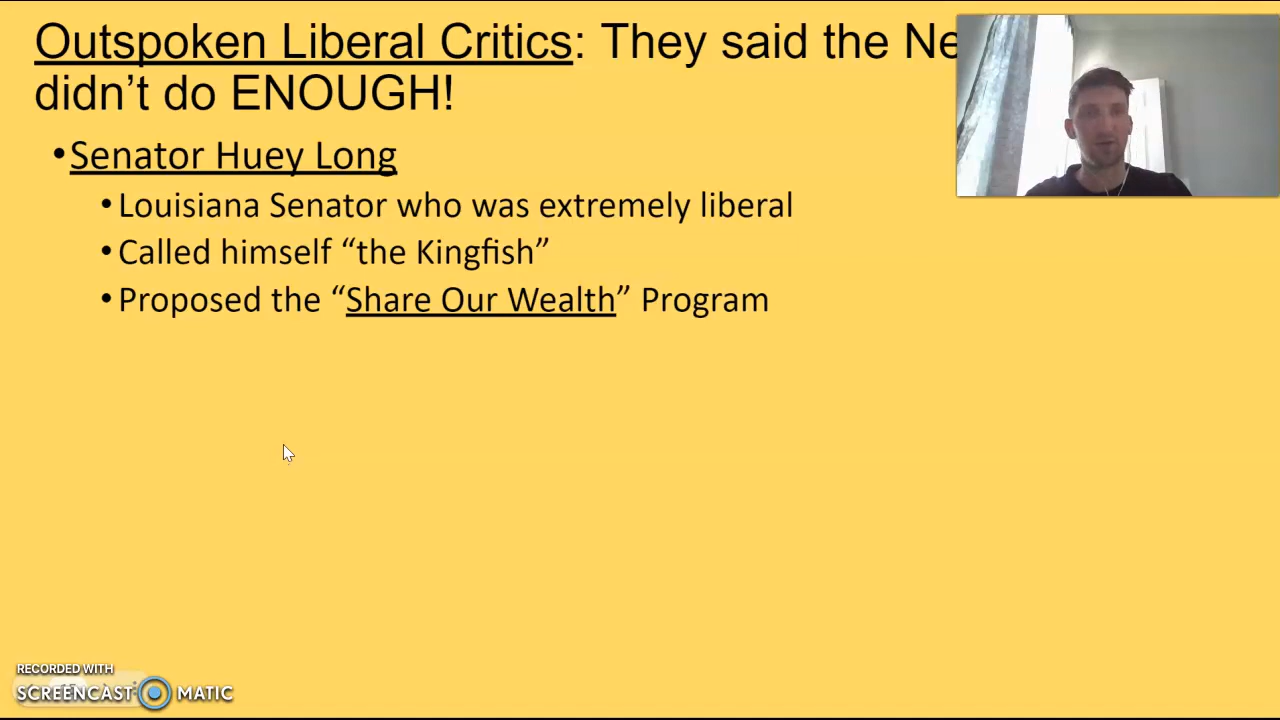 Outspoken Liberal Critics: They said the Ne
didn’t do ENOUGH!
•Senator Huey Long
•Louisiana Senator who was extremely liberal
•Called himself “the Kingfish”
•Proposed the “Share Our Wealth” Program
RECORDED WITH
SCREENCAST MATIC